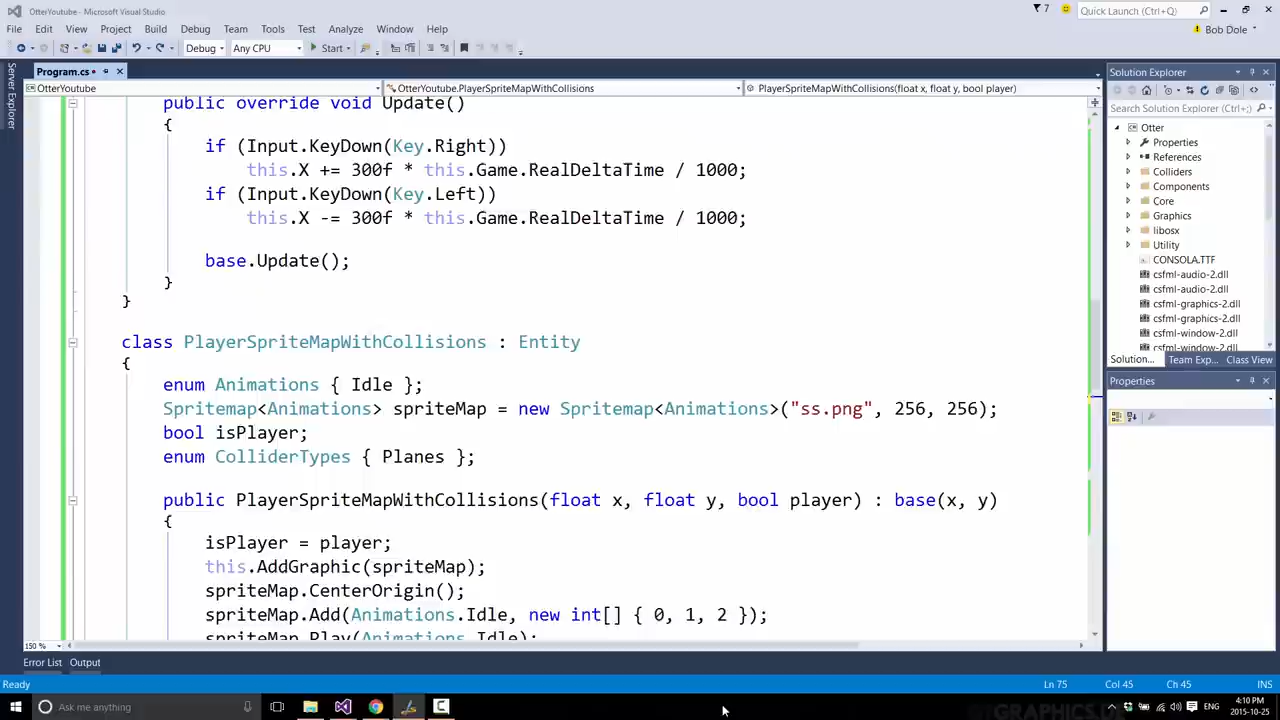 OtterYoutube - Microsoft Visual Studio
7
Quick Launch (Ctrl+Q)
File Edit View Project Build Debug Team Tools Test Analyze Window Help
Bob Dole
Debug Any CPU Start
Server Explorer
Program.cs
Solution Explorer
OtterYoutube OtterYoutube.PlayerSpriteMapWithCollisions PlayerSpriteMapWithCollisions(float x, float y, bool player)
public override void Update()
{
if (Input.KeyDown(Key.Right))
this.X += 300f * this.Game.RealDeltaTime / 1000;
if (Input.KeyDown(Key.Left))
this.X -= 300f * this.Game.RealDeltaTime / 1000;
base.Update();
}
}
class PlayerSpriteMapWithCollisions : Entity
{
enum Animations { Idle };
Spritemap<Animations> spriteMap = new Spritemap<Animations>("ss.png", 256, 256);
bool isPlayer;
enum ColliderTypes { Planes };
public PlayerSpriteMapWithCollisions(float x, float y, bool player) : base(x, y)
{
isPlayer = player;
this.AddGraphic(spriteMap);
spriteMap.CenterOrigin();
spriteMap.Add(Animations.Idle, new int[] { 0, 1, 2 });
spriteMap.Play(Animations.Idle);
Search Solution Explorer (Ctrl+;)
Otter
Properties
References
Colliders
Components
Core
Graphics
libosx
Utility
CONSOLA.TTF
csfml-audio-2.dll
csfml-audio-2.dll
csfml-graphics-2.dll
csfml-graphics-2.dll
csfml-window-2.dll
csfml-window-2.dll
Solution... Team Exp... Class View
Properties
150 %
Error List Output
Ready Ln 75 Col 45 Ch 45 INS
Ask me anything
ENG
4:10 PM
2015-10-25